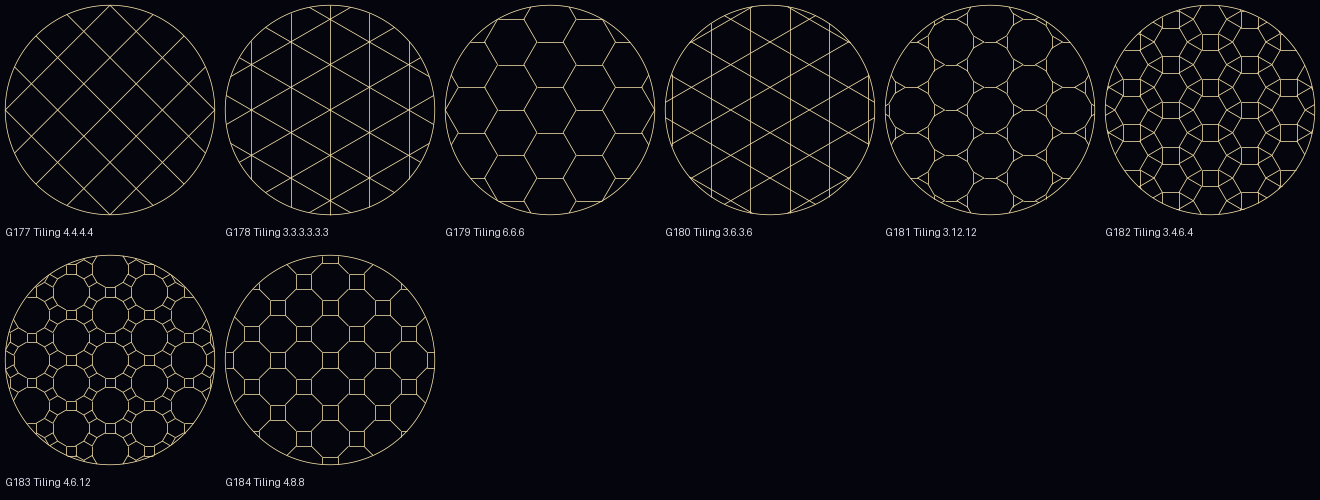 G177 Tiling 4.4.4.4
G178 Tiling 3.3.3.3.3.3
G179 Tiling 6.6.6
G180 Tiling 3.6.3.6
G181 Tiling 3.12.12
G182 Tiling 3.4.6.4
G183 Tiling 4.6.12
G184 Tiling 4.8.8